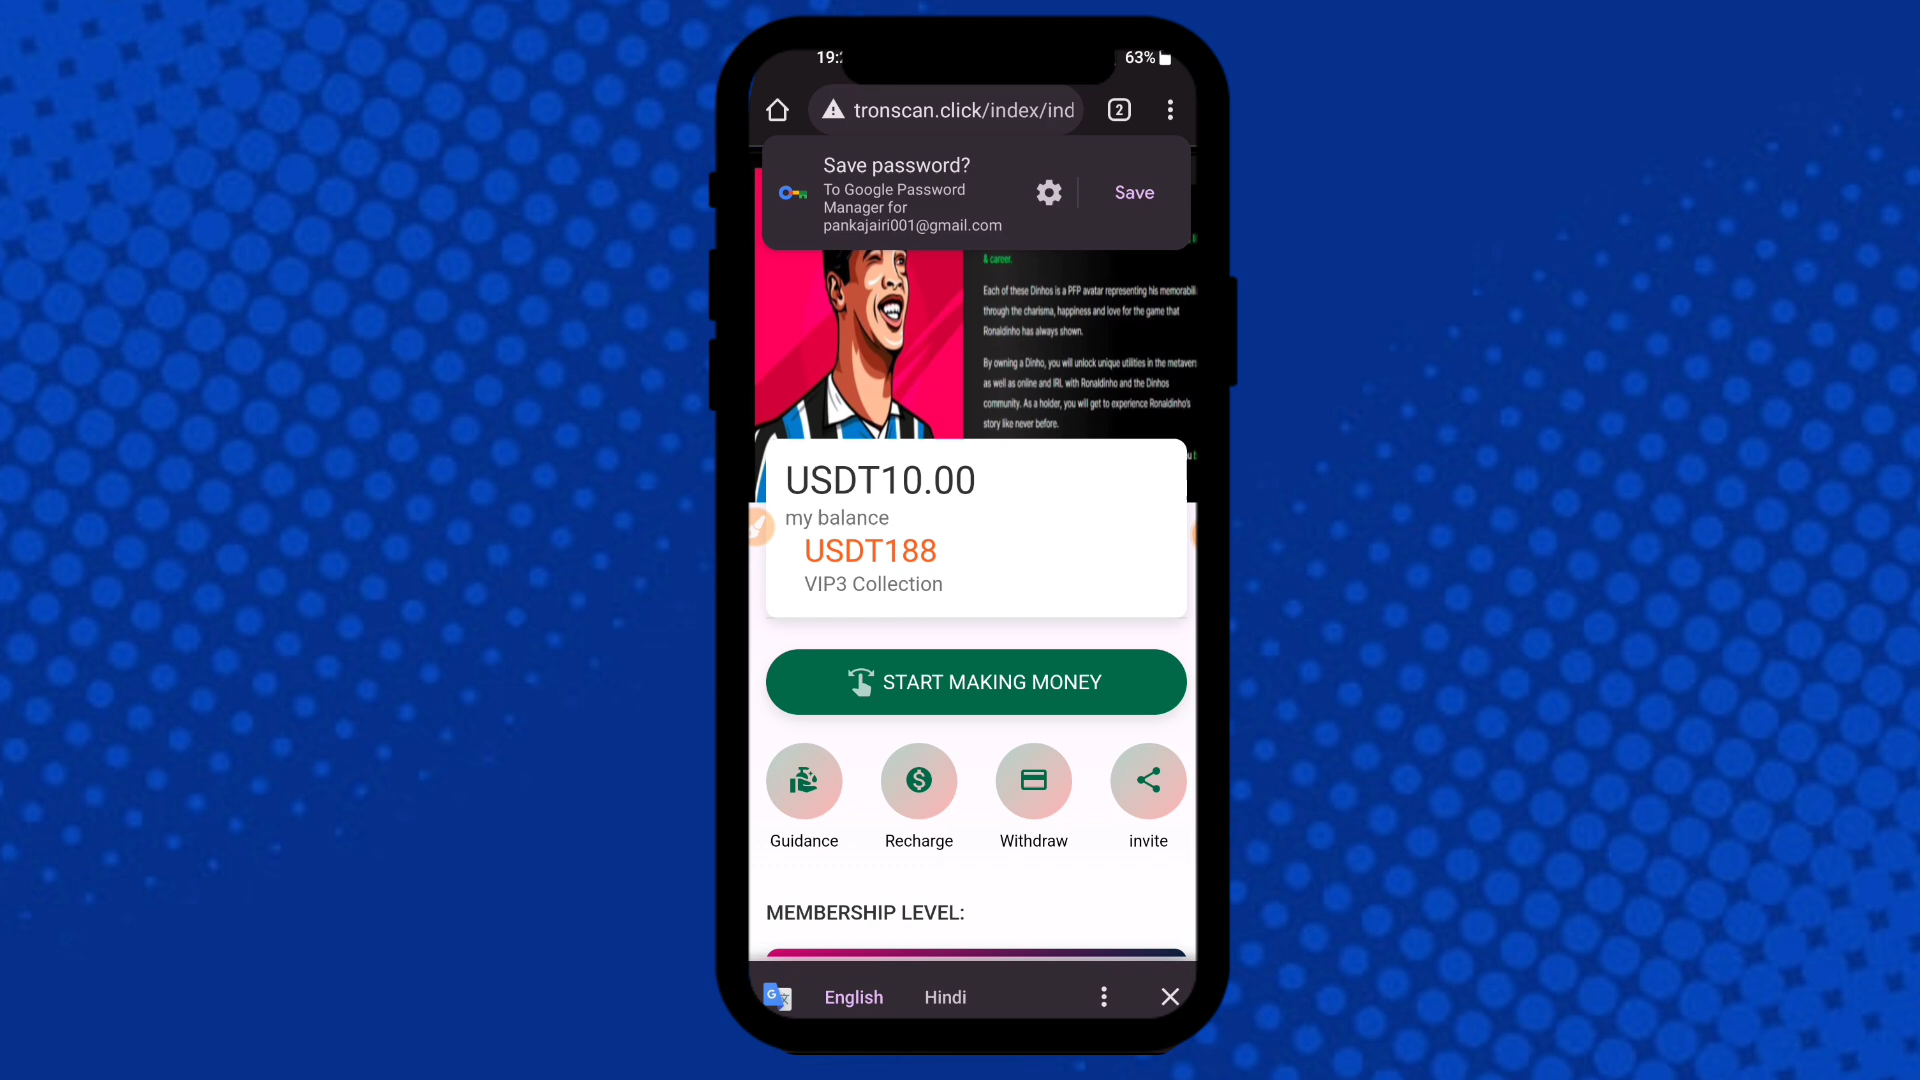 19:
63%
tronscan.click/index/ind
2
Save password?
To Google Password
Manager for
pankajairi001@gmail.com
Save
& career.
Each of these Dinhos is a PFP avatar representing his memorabili
through the charisma, happiness and love for the game that
Ronaldinho has always shown.
By owning a Dinho, you will unlock unique utilities in the metavers
as well as online and IRL with Ronaldinho and the Dinhos
community. As a holder, you will get to experience Ronaldinho's
story like never before.
USDT10.00
my balance
USDT188
VIP3 Collection
START MAKING MONEY
Guidance
Recharge
Withdraw
invite
MEMBERSHIP LEVEL:
English
Hindi